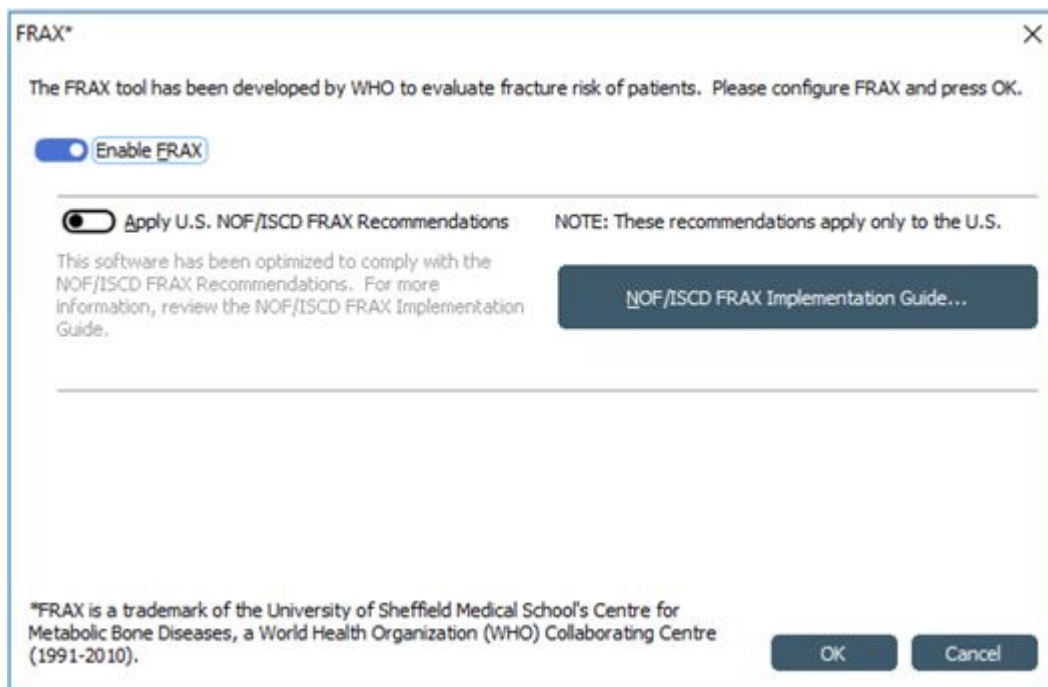 FRAX*
The FRAX tool has been developed by WHO to evaluate fracture risk of patients.  Please configure FRAX and press OK.
Enable FRAX
Apply U.S. NOF/ISCD FRAX Recommendations
NOTE: These recommendations apply only to the U.S.
This software has been optimized to comply with the
NOF/ISCD FRAX Recommendations.  For more
information, review the NOF/ISCD FRAX Implementation
Guide.
NOF/ISCD FRAX Implementation Guide...
*FRAX is a trademark of the University of Sheffield Medical School's Centre for
Metabolic Bone Diseases, a World Health Organization (WHO) Collaborating Centre
(1991-2010).
OK
Cancel